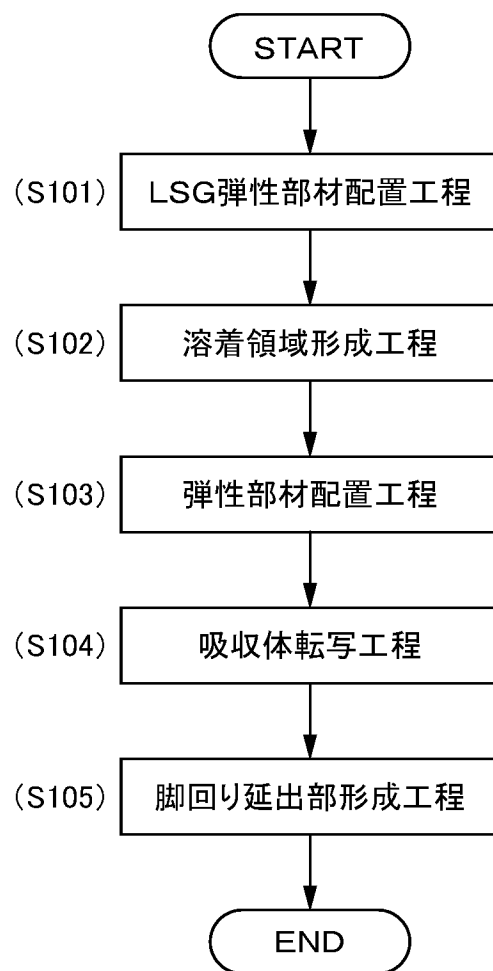 START
(S101) LSG弾性部材配置工程
(S102) 溶着領域形成工程
(S103) 弾性部材配置工程
(S104) 吸収体転写工程
(S105) 脚回り延出部形成工程
END